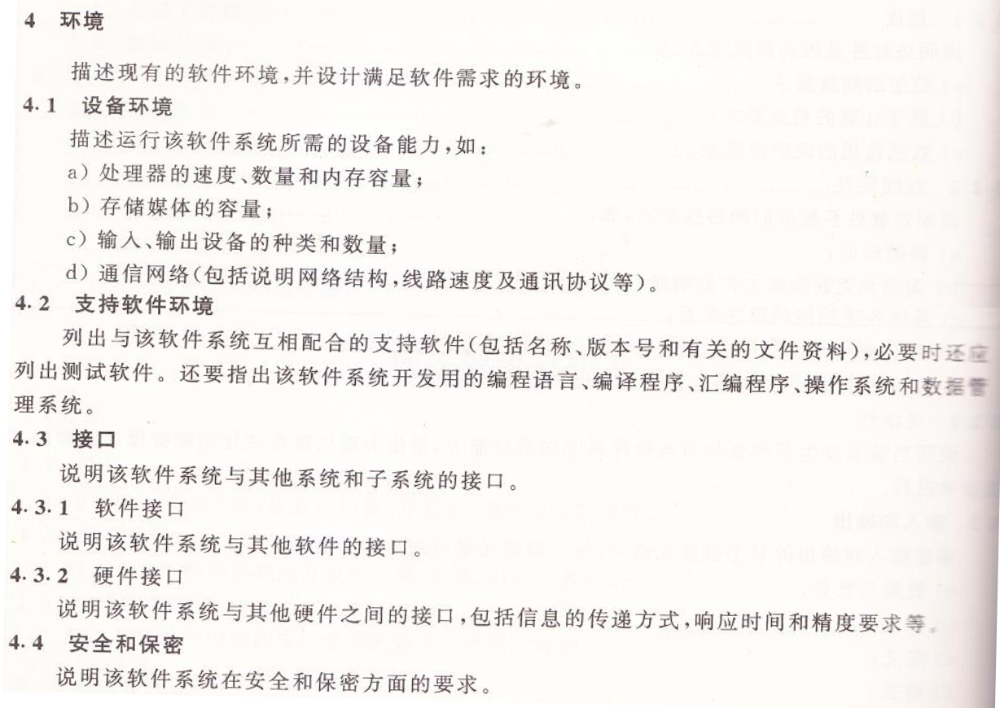 4 环境
描述现有的软件环境,并设计满足软件需求的环境。
4.1 设备环境
描述运行该软件系统所需的设备能力,如:
a) 处理器的速度、数量和内存容量;
b) 存储媒体的容量;
c) 输入、输出设备的种类和数量;
d) 通信网络(包括说明网络结构,线路速度及通讯协议等)。
4.2 支持软件环境
列出与该软件系统互相配合的支持软件(包括名称、版本号和有关的文件资料),必要时还应
列出测试软件。还要指出该软件系统开发用的编程语言、编译程序、汇编程序、操作系统和数据管
理系统。
4.3 接口
说明该软件系统与其他系统和子系统的接口。
4.3.1 软件接口
说明该软件系统与其他软件的接口。
4.3.2 硬件接口
说明该软件系统与其他硬件之间的接口,包括信息的传递方式,响应时间和精度要求等。
4.4 安全和保密
说明该软件系统在安全和保密方面的要求。